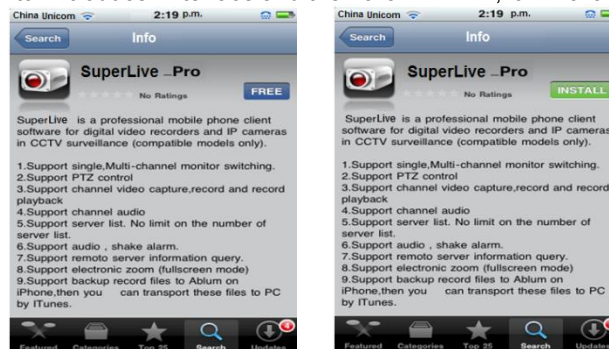 China Unicom 2:19 p.m.
Search Info
SuperLive -Pro
No Ratings FREE
SuperLive is a professional mobile phone client
software for digital video recorders and IP cameras
in CCTV surveillance (compatible models only).
1.Support single,Multi-channel monitor switching.
2.Support PTZ control
3.Support channel video capture,record and record
playback
4.Support channel audio
5.Support server list. No limit on the number of
server list.
6.Support audio , shake alarm.
7.Support remoto server information query.
8.Support electronic zoom (fullscreen mode)
9.Support backup record files to Ablum on
iPhone,then you can transport these files to PC
by ITunes.
Featured Categories Top 25 Search Updates
4
China Unicom 2:19 p.m.
Search Info
SuperLive -Pro
No Ratings INSTALL
SuperLive is a professional mobile phone client
software for digital video recorders and IP cameras
in CCTV surveillance (compatible models only).
1.Support single,Multi-channel monitor switching.
2.Support PTZ control
3.Support channel video capture,record and record
playback
4.Support channel audio
5.Support server list. No limit on the number of
server list.
6.Support audio , shake alarm.
7.Support remoto server information query.
8.Support electronic zoom (fullscreen mode)
9.Support backup record files to Ablum on
iPhone,then you can transport these files to PC
by ITunes.
Featured Categories Top 25 Search Updates